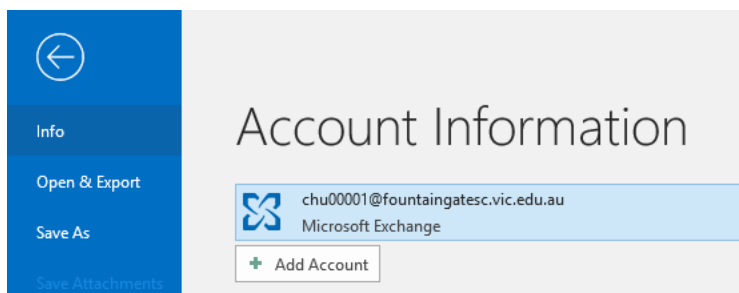 Info
Open & Export
Save As
Save Attachments
Account Information
chu00001@fountaingatesc.vic.edu.au
Microsoft Exchange
Add Account